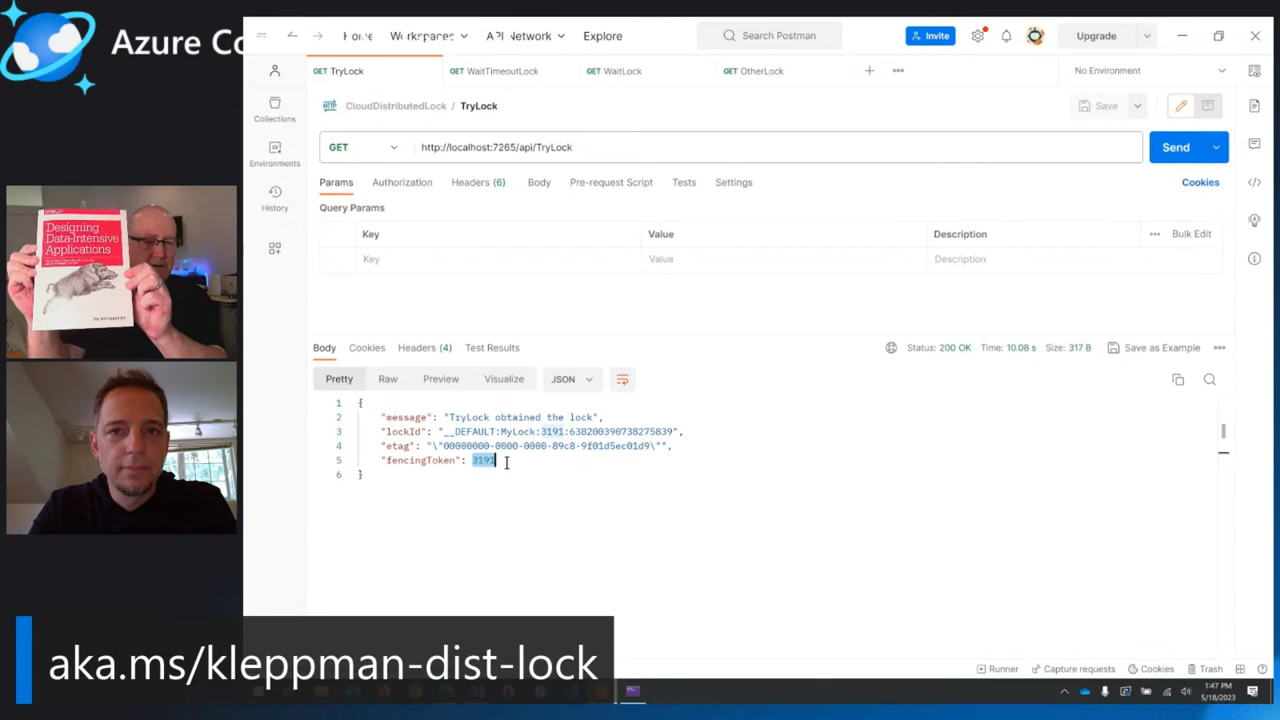 Azure Co
Home Workspaces API Network Explore Search Postman Invite Upgrade
GET TryLock GET WaitTimeoutLock GET WaitLock GET OtherLock No Environment
HTTP CloudDistributedLock / TryLock Save
Collections
Environments
History
GET http://localhost:7265/api/TryLock Send
Params Authorization Headers (6) Body Pre-request Script Tests Settings Cookies
Query Params
Key Value Description Bulk Edit
Key Value Description
Designing
Data-Intensive
Applications
Body Cookies Headers (4) Test Results Status: 200 OK Time: 10.08 s Size: 317 B Save as Example
Pretty Raw Preview Visualize JSON
1 {
2 "message": "TryLock obtained the lock",
3 "lockId": "__DEFAULT:MyLock:3191:638200390738275839",
4 "etag": "\"00000000-0000-0000-89c8-9f01d5ec01d9\"",
5 "fencingToken": 3191
6 }
aka.ms/kleppman-dist-lock
Runner Capture requests Cookies Trash
1:47 PM
5/18/2023